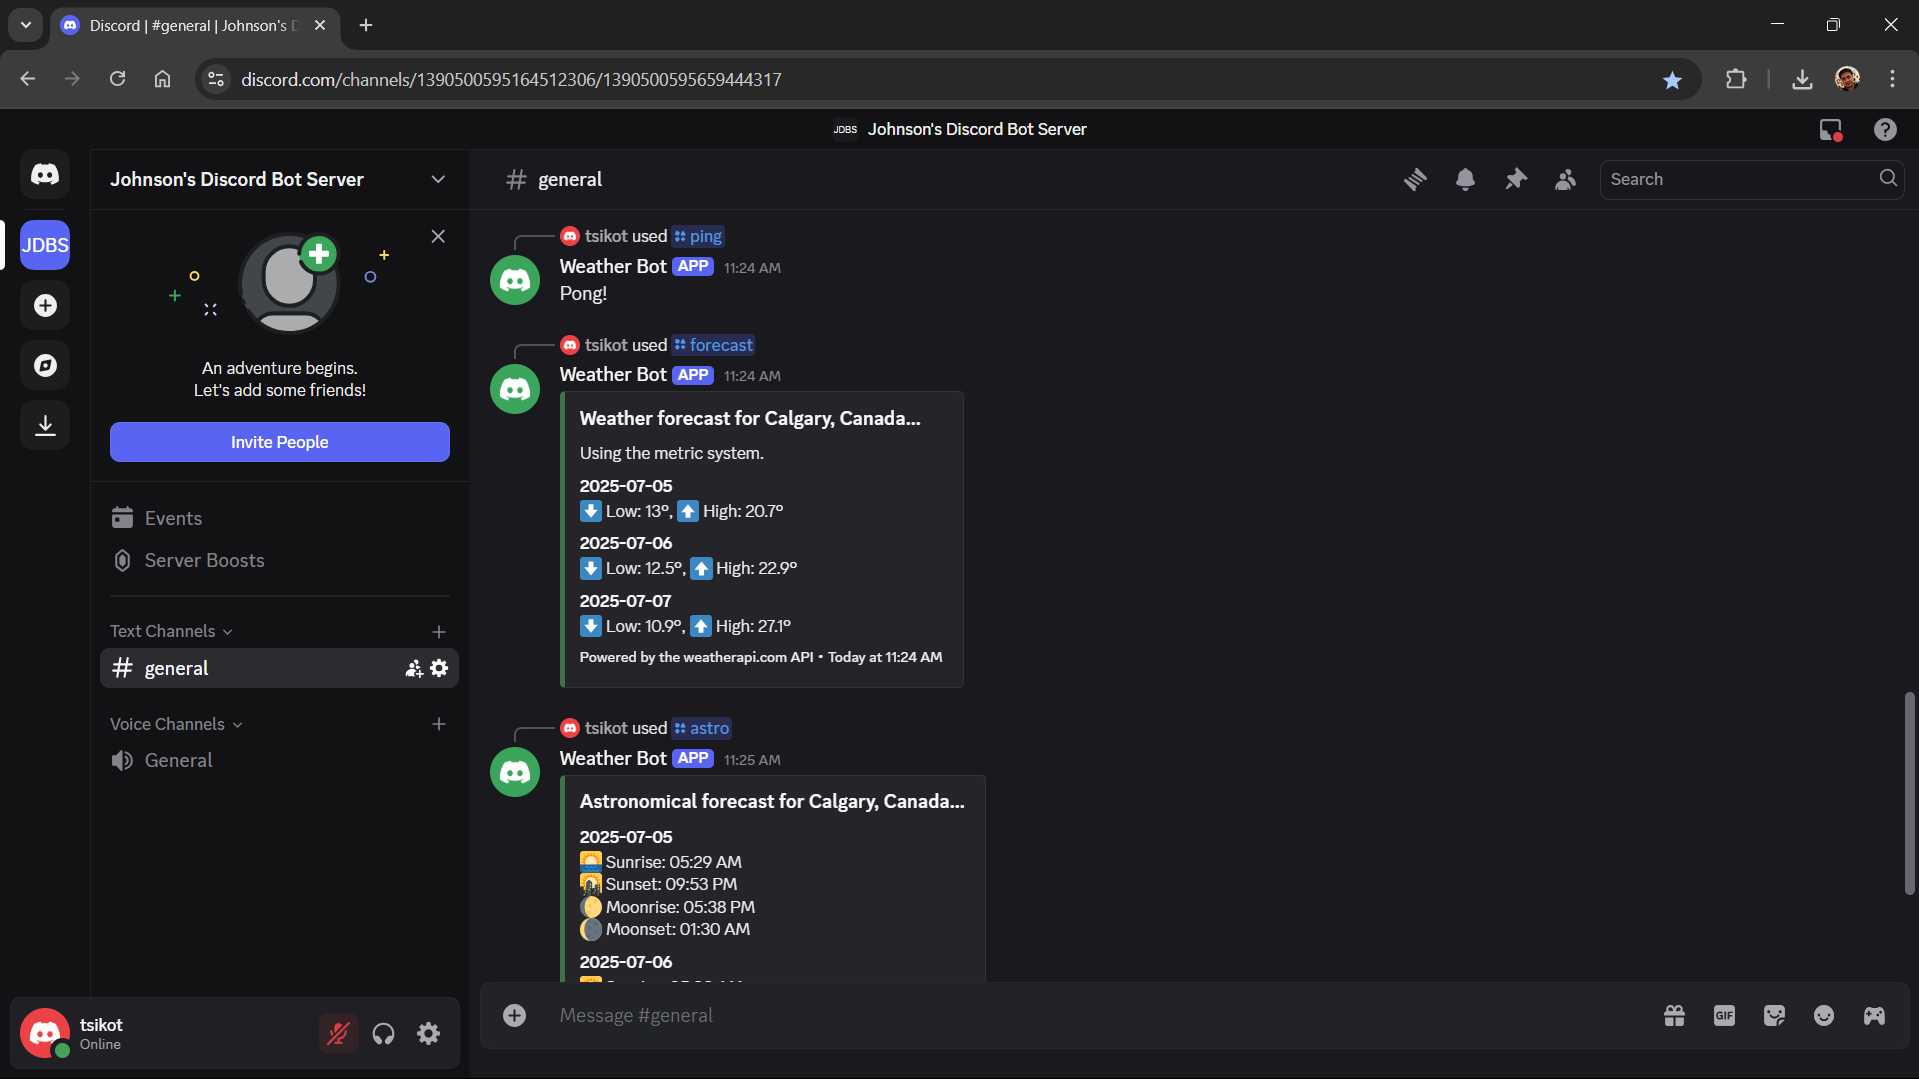 Discord | #general | Johnson's D
discord.com/channels/1390500595164512306/1390500595659444317
JDBS Johnson's Discord Bot Server
Johnson's Discord Bot Server
# general
Search
JDBS
An adventure begins.
Let's add some friends!
Invite People
Events
Server Boosts
Text Channels
# general
Voice Channels
General
tsikot
Online
tsikot used ping
Weather Bot APP 11:24 AM
Pong!
tsikot used forecast
Weather Bot APP 11:24 AM
Weather forecast for Calgary, Canada...
Using the metric system.
2025-07-05
⬇️ Low: 13°, ⬆️ High: 20.7°
2025-07-06
⬇️ Low: 12.5°, ⬆️ High: 22.9°
2025-07-07
⬇️ Low: 10.9°, ⬆️ High: 27.1°
Powered by the weatherapi.com API • Today at 11:24 AM
tsikot used astro
Weather Bot APP 11:25 AM
Astronomical forecast for Calgary, Canada...
2025-07-05
Sunrise: 05:29 AM
Sunset: 09:53 PM
Moonrise: 05:38 PM
Moonset: 01:30 AM
2025-07-06
Message #general
GIF